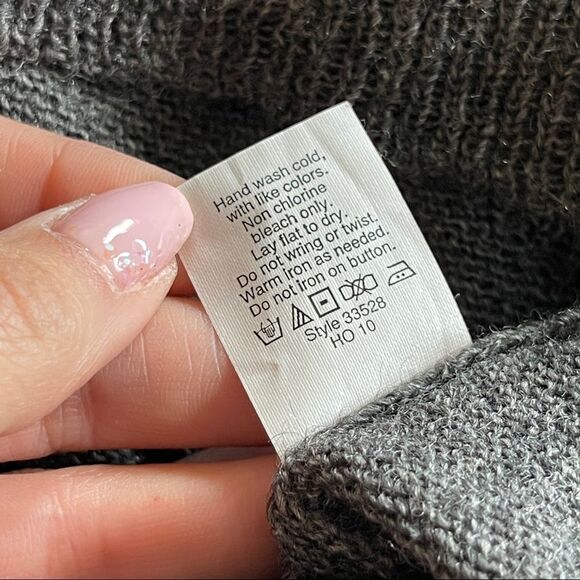 Hand wash cold,
with like colors.
Non chlorine
bleach only.
Lay flat to dry.
Do not wring or twist.
Warm iron as needed.
Do not iron on button.
Style 33528
HO 10